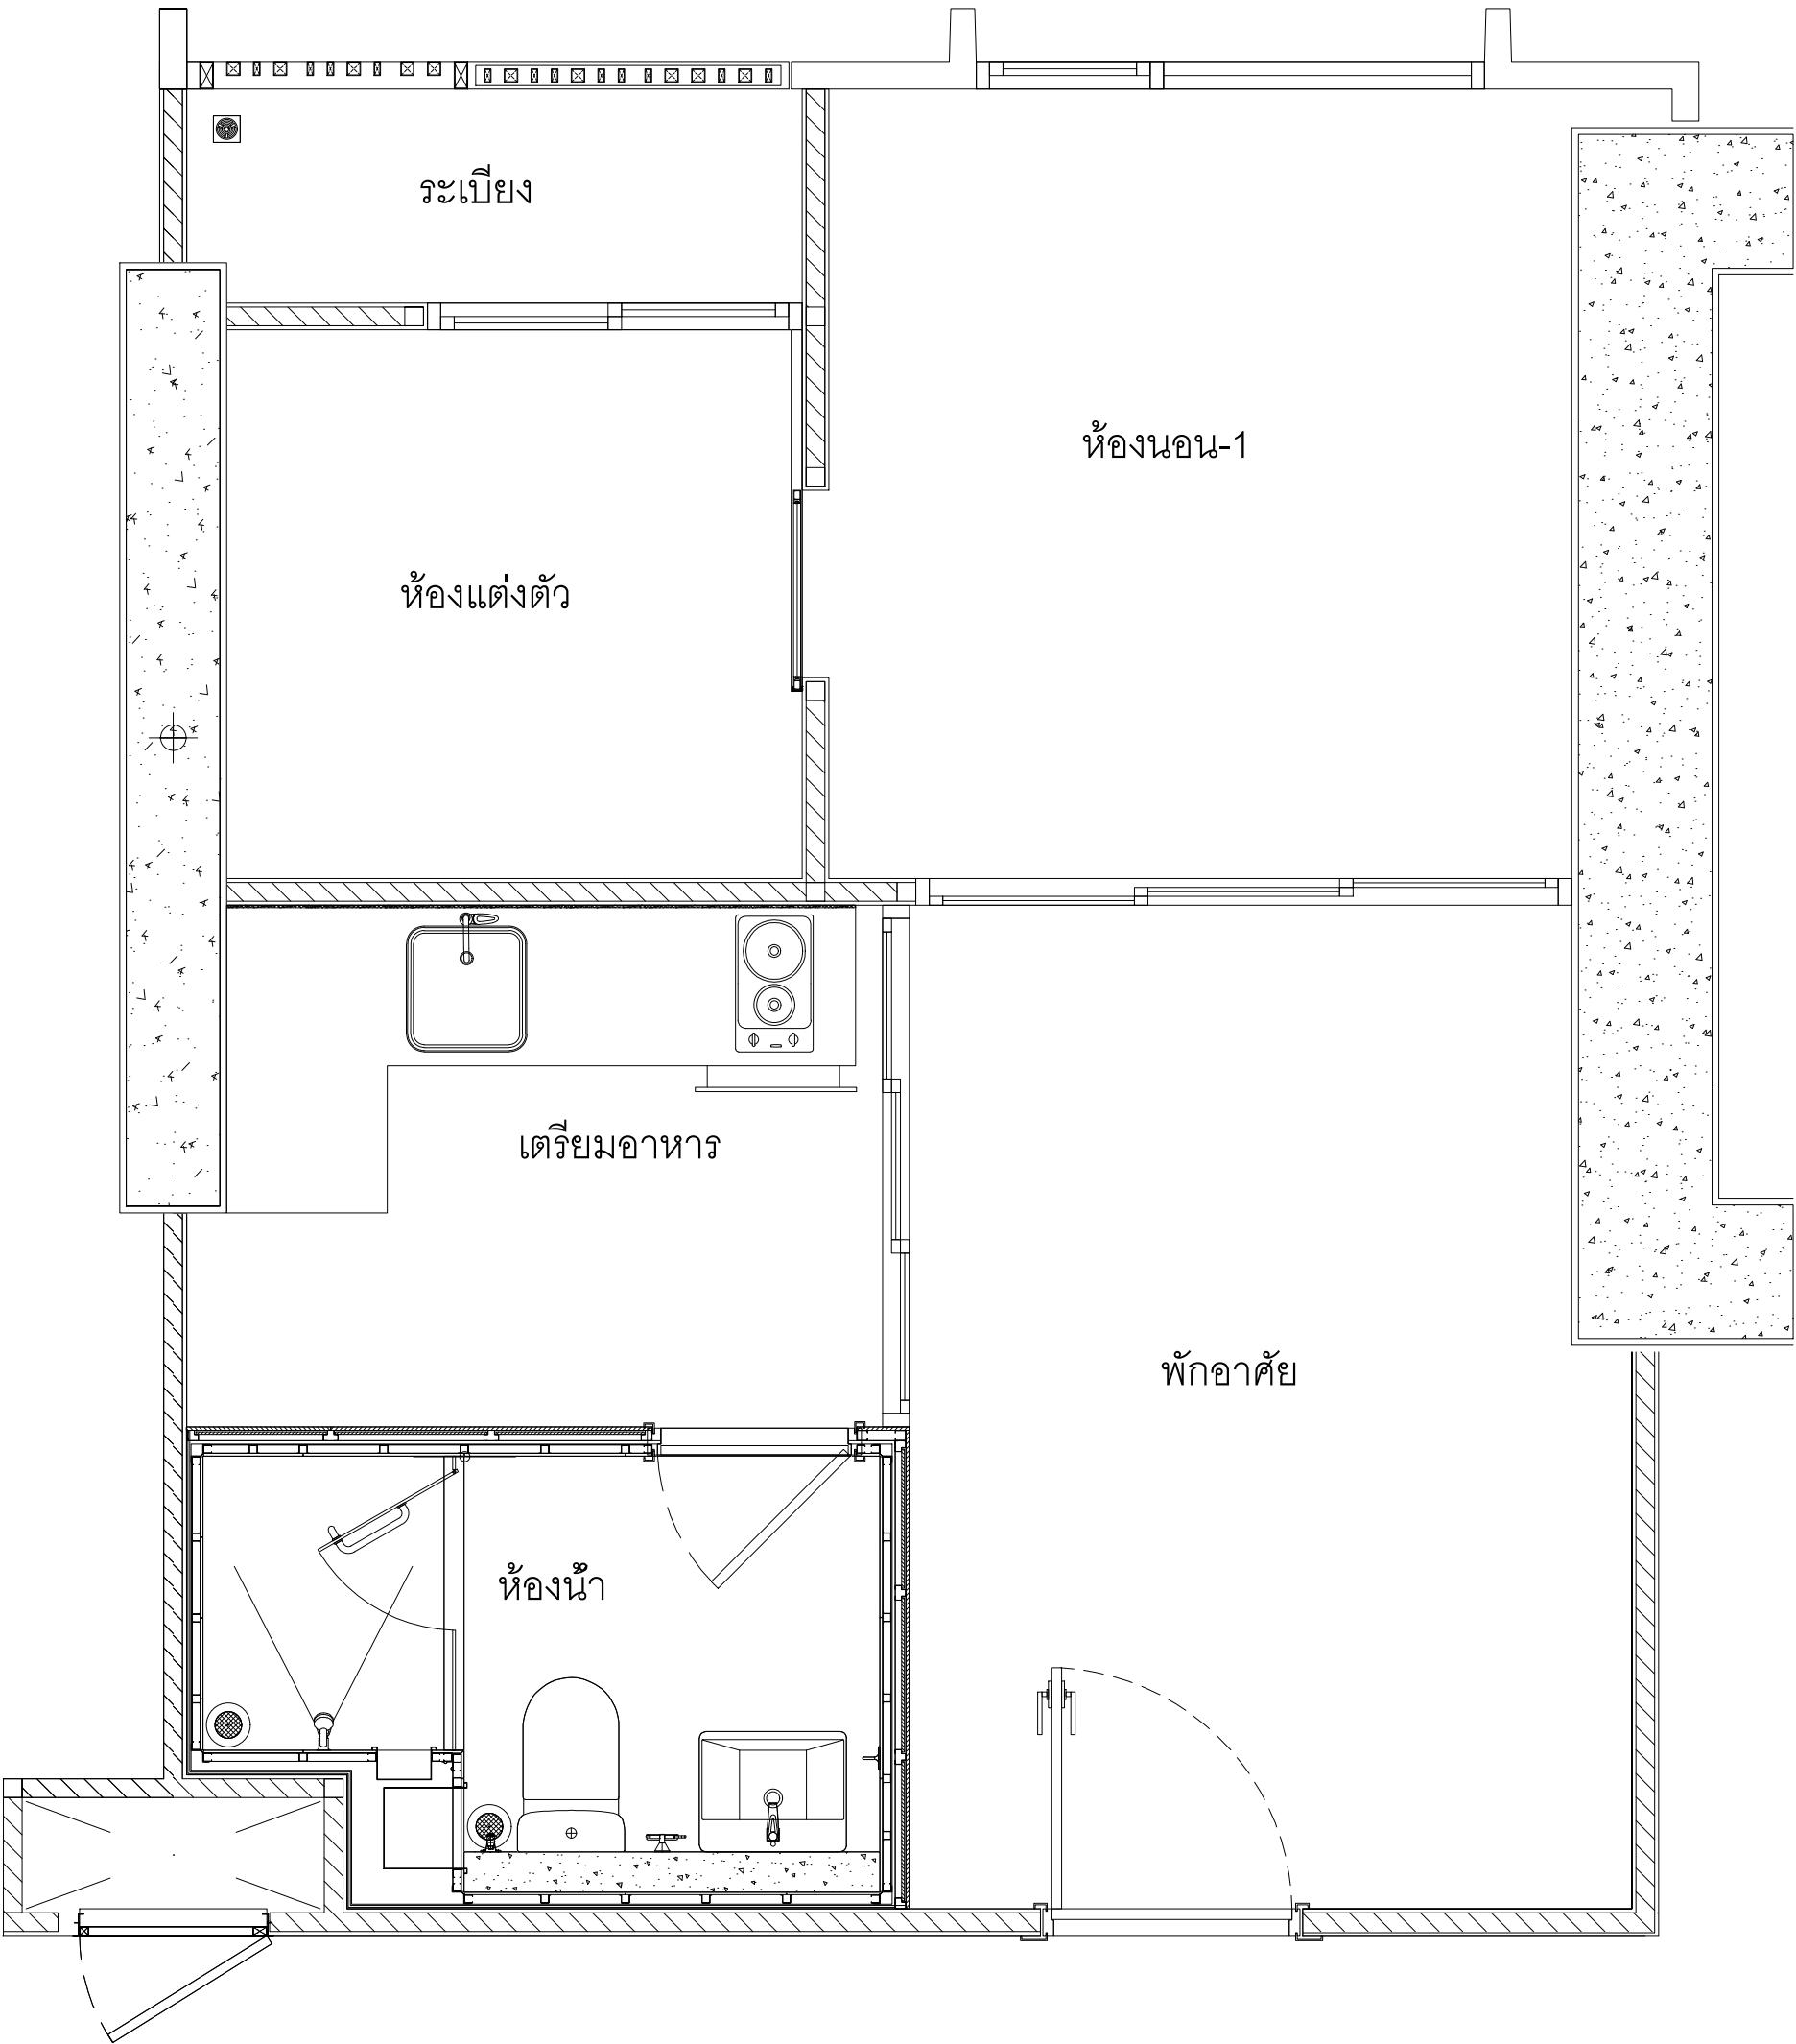 ระเบียง
ห้องนอน-1
ห้องแต่งตัว
เตรียมอาหาร
พักอาศัย
ห้องน้ำ